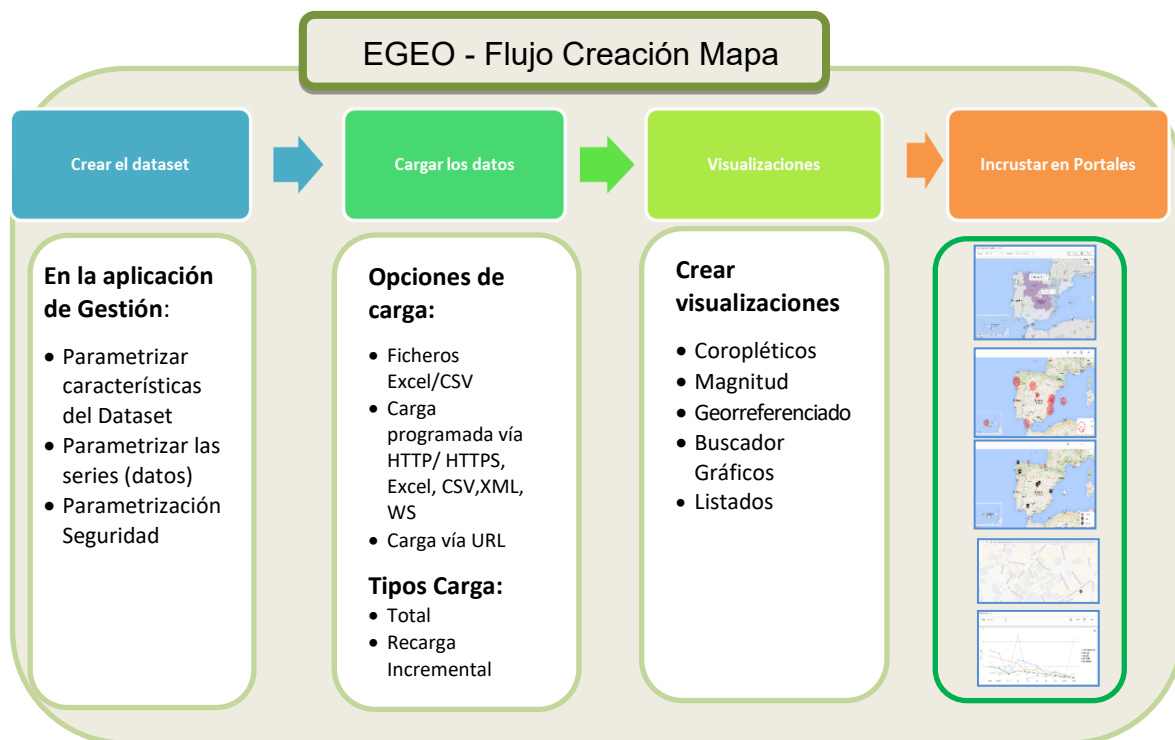 EGEO - Flujo Creación Mapa
Crear el dataset
Cargar los datos
Visualizaciones
Incrustar en Portales
En la aplicación
de Gestión:
• Parametrizar
características
del Dataset
• Parametrizar las
series (datos)
• Parametrización
Seguridad
Opciones de
carga:
• Ficheros
Excel/CSV
• Carga
programada vía
HTTP/ HTTPS,
Excel, CSV,XML,
WS
• Carga vía URL
Tipos Carga:
• Total
• Recarga
Incremental
Crear
visualizaciones
• Coropléticos
• Magnitud
• Georreferenciado
• Buscador
Gráficos
• Listados